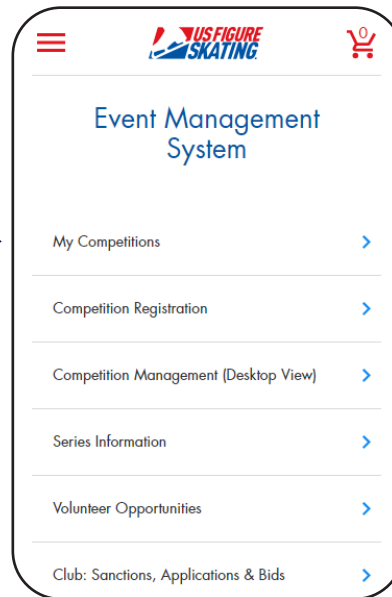 US FIGURE
SKATING
0
Event Management
System
My Competitions
Competition Registration
Competition Management (Desktop View)
Series Information
Volunteer Opportunities
Club: Sanctions, Applications & Bids